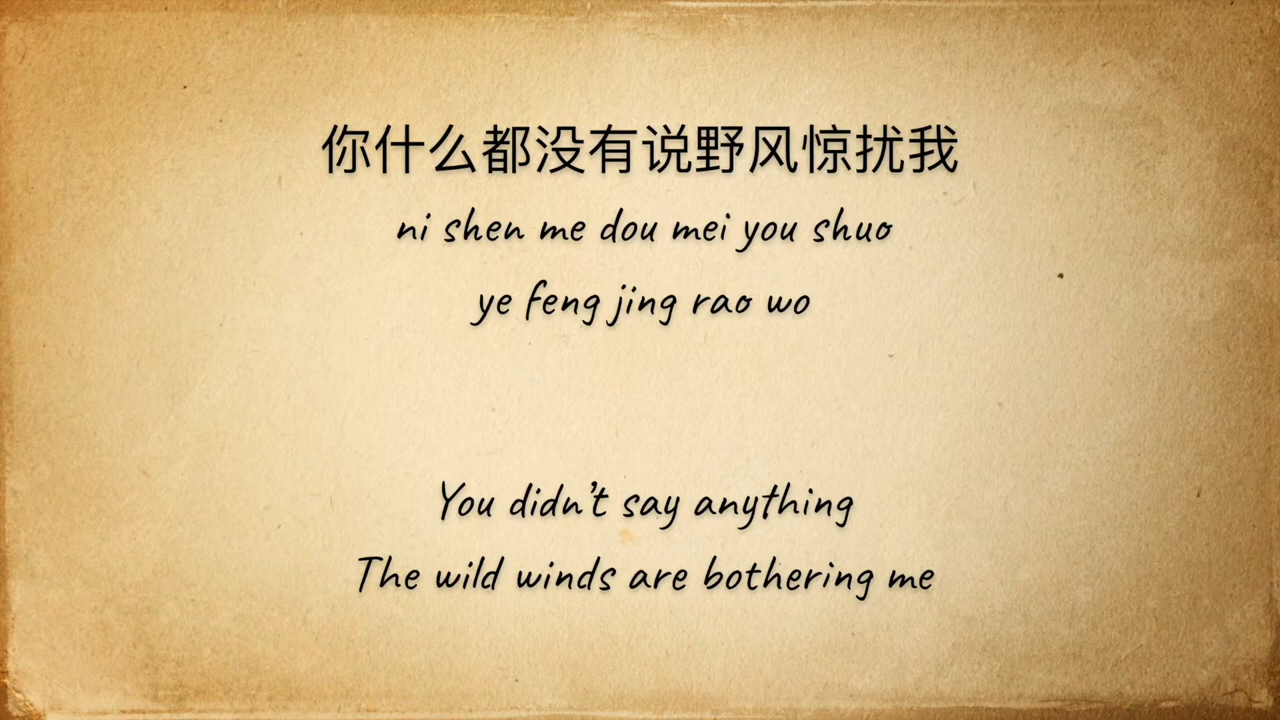 你什么都没有说野风惊扰我
ni shen me dou mei you shuo
ye feng jing rao wo
You didn't say anything
The wild winds are bothering me